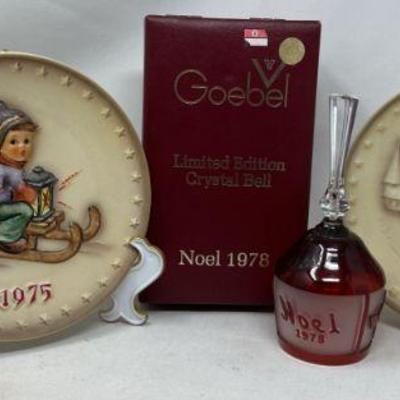 Goebel
Limited Edition
Crystal Bell
Noel 1978
1975
Noel
1978